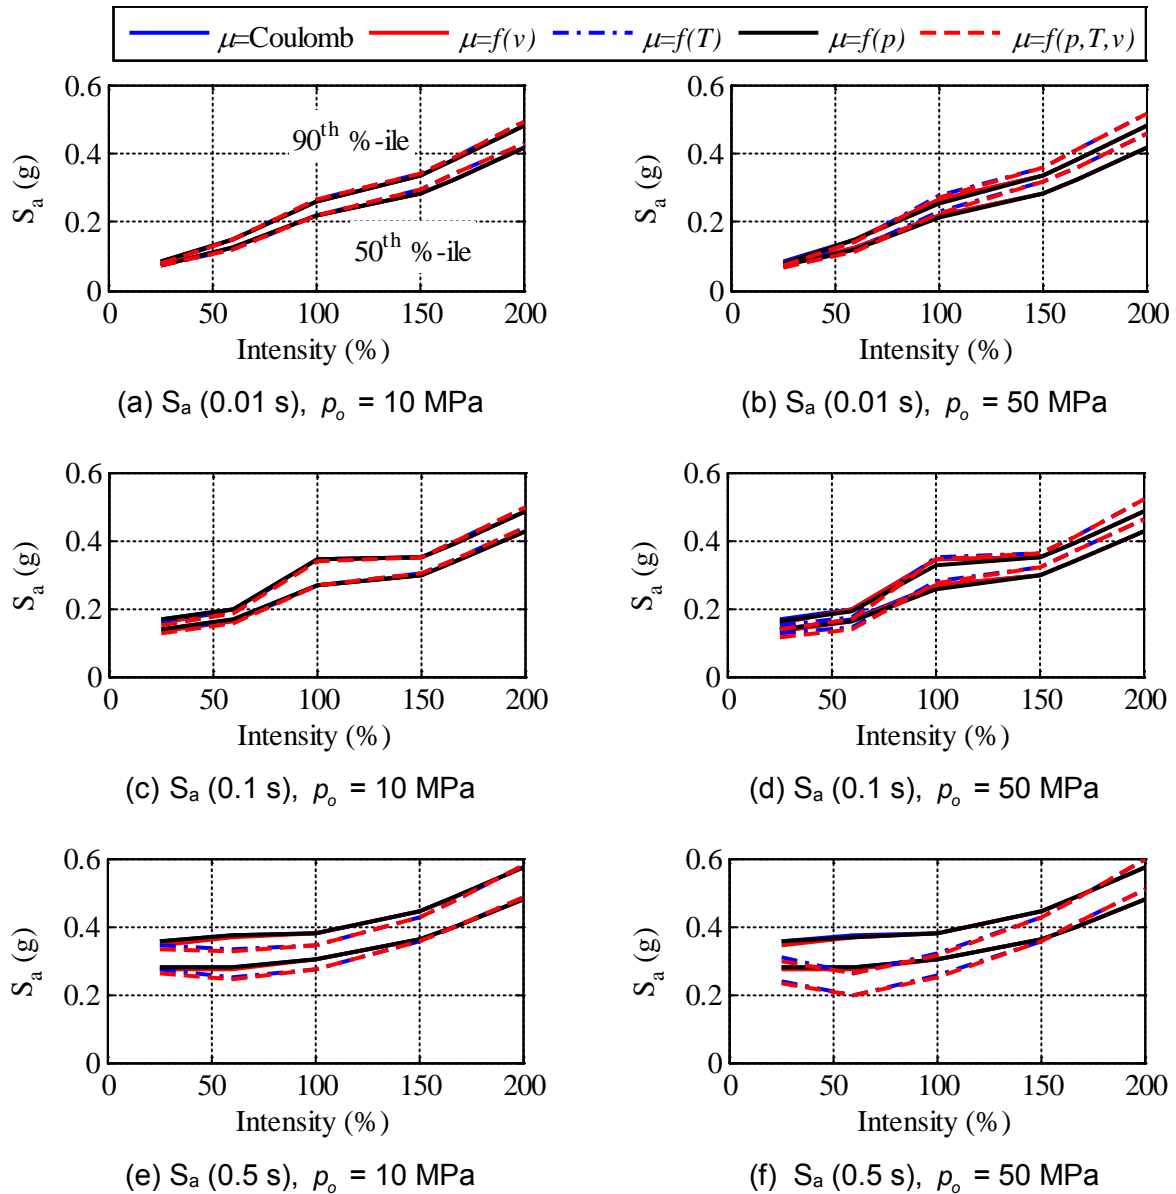 μ=Coulomb μ=f(v) μ=f(T) μ=f(p) μ=f(p,T,v)
0.6
0.4
0.2
0
Sa (g)
90th %-ile
50th %-ile
0 50 100 150 200
Intensity (%)
(a) Sa (0.01 s), po = 10 MPa
0.6
0.4
0.2
0
Sa (g)
0 50 100 150 200
Intensity (%)
(b) Sa (0.01 s), po = 50 MPa
0.6
0.4
0.2
0
Sa (g)
0 50 100 150 200
Intensity (%)
(c) Sa (0.1 s), po = 10 MPa
0.6
0.4
0.2
0
Sa (g)
0 50 100 150 200
Intensity (%)
(d) Sa (0.1 s), po = 50 MPa
0.6
0.4
0.2
0
Sa (g)
0 50 100 150 200
Intensity (%)
(e) Sa (0.5 s), po = 10 MPa
0.6
0.4
0.2
0
Sa (g)
0 50 100 150 200
Intensity (%)
(f) Sa (0.5 s), po = 50 MPa